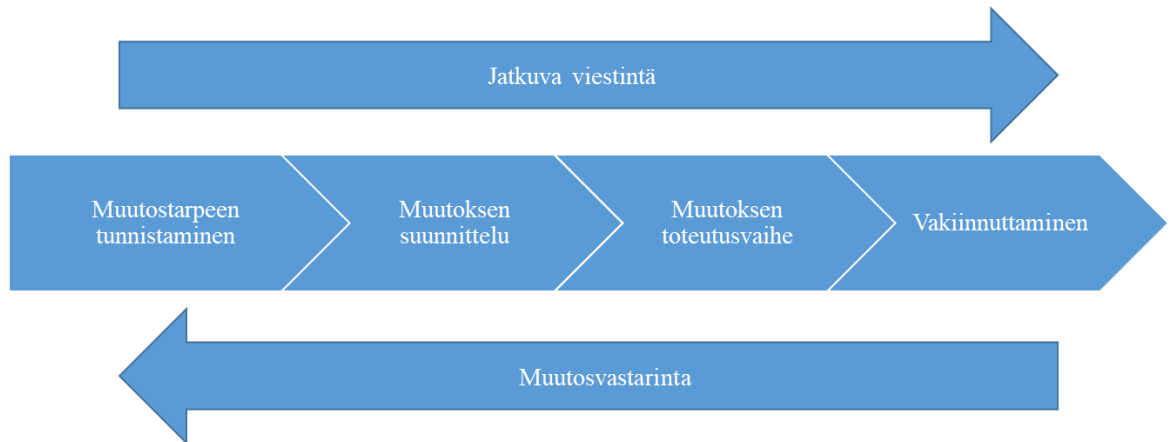 Jatkuva viestintä
Muutostarpeen
tunnistaminen
Muutoksen
suunnittelu
Muutoksen
toteutusvaihe
Vakiinnuttaminen
Muutosvastarinta